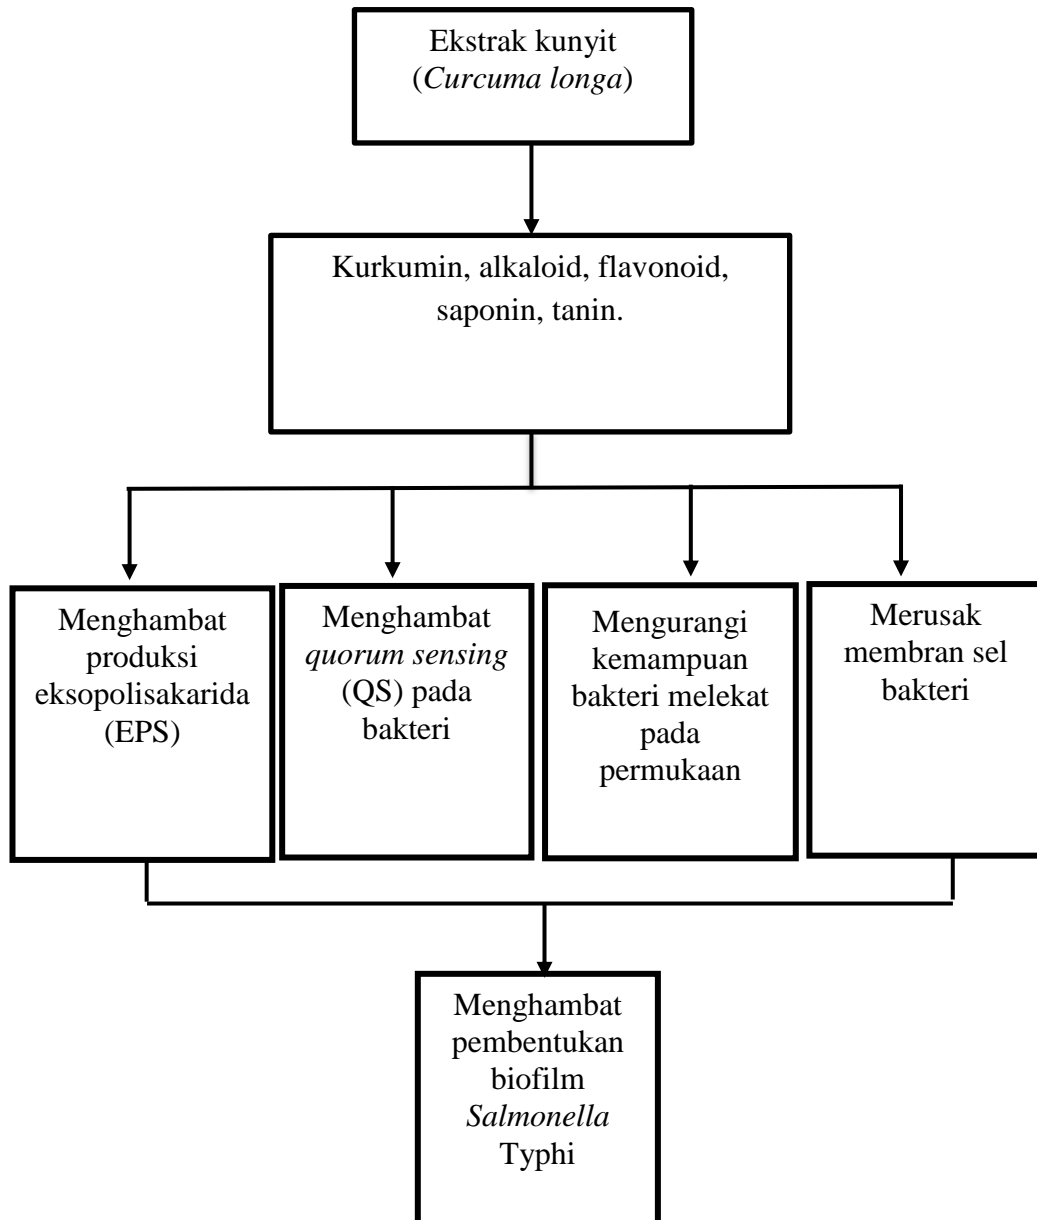 Ekstrak kunyit
(Curcuma longa)
Kurkumin, alkaloid, flavonoid,
saponin, tanin.
Menghambat
produksi
eksopolisakarida
(EPS)
Menghambat
quorum sensing
(QS) pada
bakteri
Mengurangi
kemampuan
bakteri melekat
pada
permukaan
Merusak
membran sel
bakteri
Menghambat
pembentukan
biofilm
Salmonella
Typhi